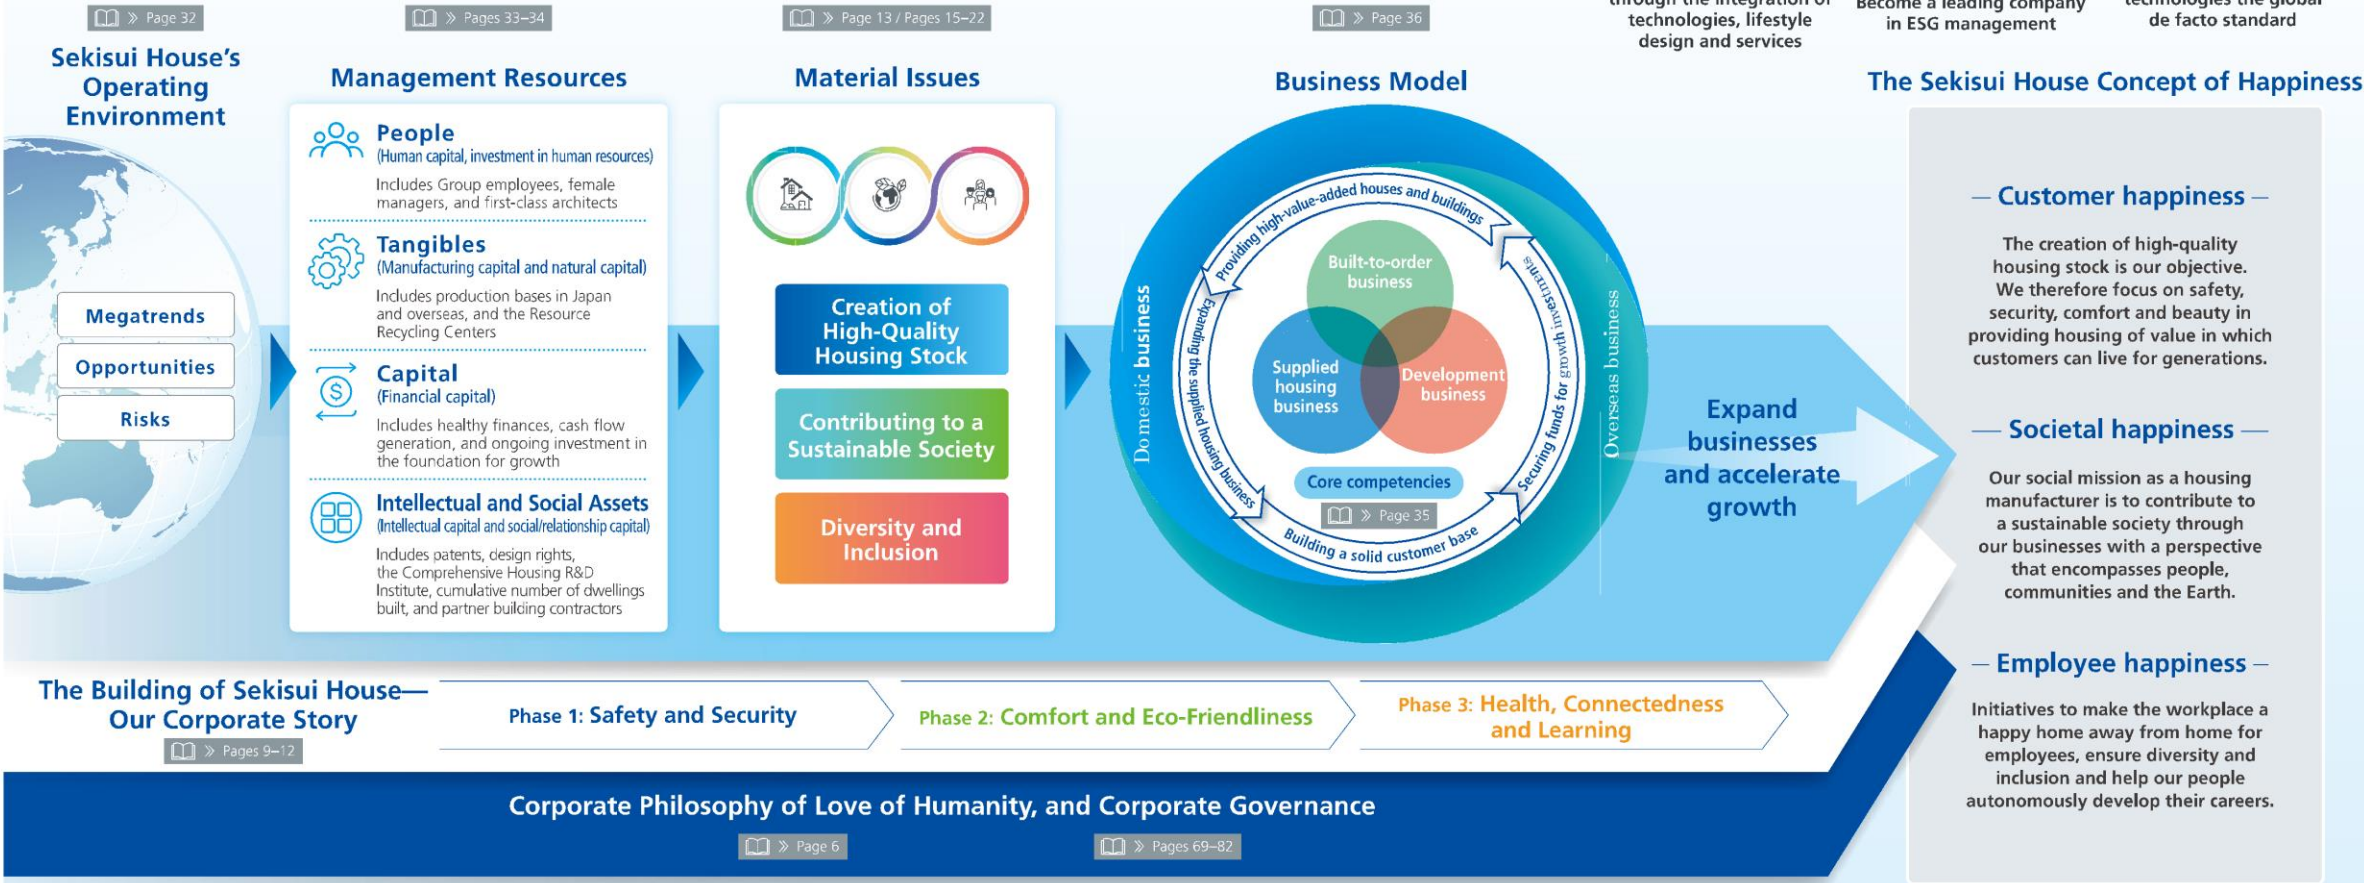 » Page 32
» Pages 33–34
» Page 13 / Pages 15–22
» Page 36
through the integration of
technologies, lifestyle
design and services
Become a leading company
in ESG management
technologies the global
de facto standard
Sekisui House's
Operating
Environment
Megatrends
Opportunities
Risks
Management Resources
People
(Human capital, investment in human resources)
Includes Group employees, female
managers, and first-class architects
Tangibles
(Manufacturing capital and natural capital)
Includes production bases in Japan
and overseas, and the Resource
Recycling Centers
Capital
(Financial capital)
Includes healthy finances, cash flow
generation, and ongoing investment in
the foundation for growth
Intellectual and Social Assets
(Intellectual capital and social/relationship capital)
Includes patents, design rights,
the Comprehensive Housing R&D
Institute, cumulative number of dwellings
built, and partner building contractors
Material Issues
Creation of
High-Quality
Housing Stock
Contributing to a
Sustainable Society
Diversity and
Inclusion
Business Model
Domestic business
Overseas business
Providing high-value-added houses and buildings
Expanding the supplied housing business
Building a solid customer base
Securing funds for growth investments
Built-to-order
business
Supplied
housing
business
Development
business
Core competencies
» Page 35
Expand
businesses
and accelerate
growth
The Sekisui House Concept of Happiness
— Customer happiness —
The creation of high-quality
housing stock is our objective.
We therefore focus on safety,
security, comfort and beauty in
providing housing of value in which
customers can live for generations.
— Societal happiness —
Our social mission as a housing
manufacturer is to contribute to
a sustainable society through
our businesses with a perspective
that encompasses people,
communities and the Earth.
— Employee happiness —
Initiatives to make the workplace a
happy home away from home for
employees, ensure diversity and
inclusion and help our people
autonomously develop their careers.
The Building of Sekisui House—
Our Corporate Story
» Pages 9–12
Phase 1: Safety and Security
Phase 2: Comfort and Eco-Friendliness
Phase 3: Health, Connectedness
and Learning
Corporate Philosophy of Love of Humanity, and Corporate Governance
» Page 6
» Pages 69–82